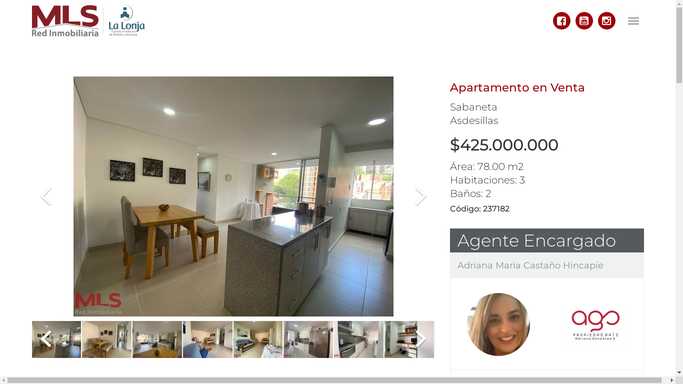 MLS
Red Inmobiliaria
La Lonja
Apartamento en Venta
Sabaneta
Asdesillas
$425.000.000
Área: 78.00 m2
Habitaciones: 3
Baños: 2
Código: 237182
Agente Encargado
Adriana Maria Castaño Hincapie
MLS
Red Inmobiliaria
ago